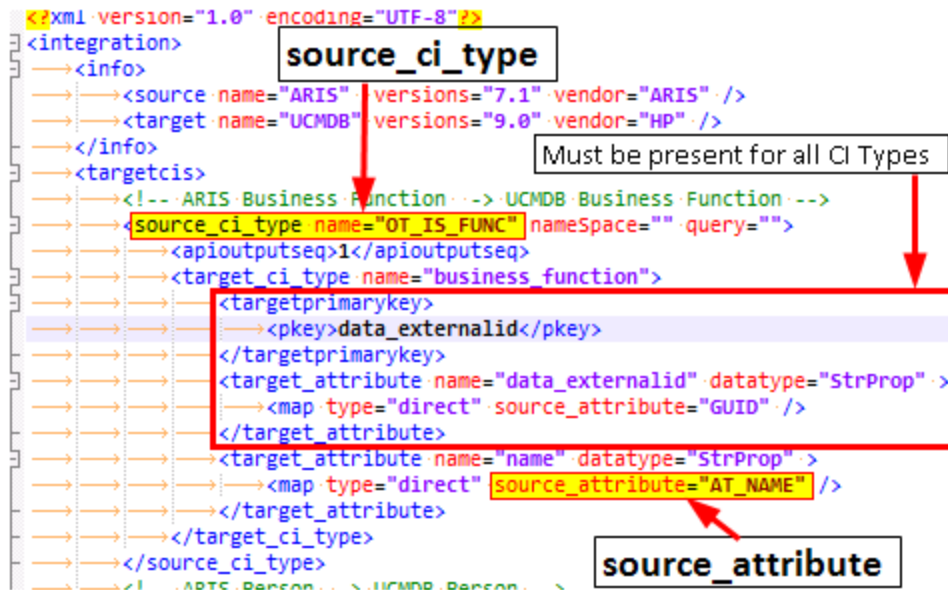 <?xml version="1.0" encoding="UTF-8"?>
<integration>
source_ci_type
<info>
<source name="ARIS" versions="7.1" vendor="ARIS" />
<target name="UCMDB" versions="9.0" vendor="HP" />
</info>
Must be present for all CI Types
<targetcis>
<!-- ARIS Business Function --> UCMDB Business Function -->
<source_ci_type name="OT_IS_FUNC" nameSpace="" query="">
<apioutputseq>1</apioutputseq>
<target_ci_type name="business_function">
<targetprimarykey>
<pkey>data_externalid</pkey>
</targetprimarykey>
<target_attribute name="data_externalid" datatype="StrProp" >
<map type="direct" source_attribute="GUID" />
</target_attribute>
<target_attribute name="name" datatype="StrProp" >
<map type="direct" source_attribute="AT_NAME" />
</target_attribute>
</target_ci_type>
</source_ci_type>
source_attribute
<!-- ARIS Person --> UCMDB Person -->